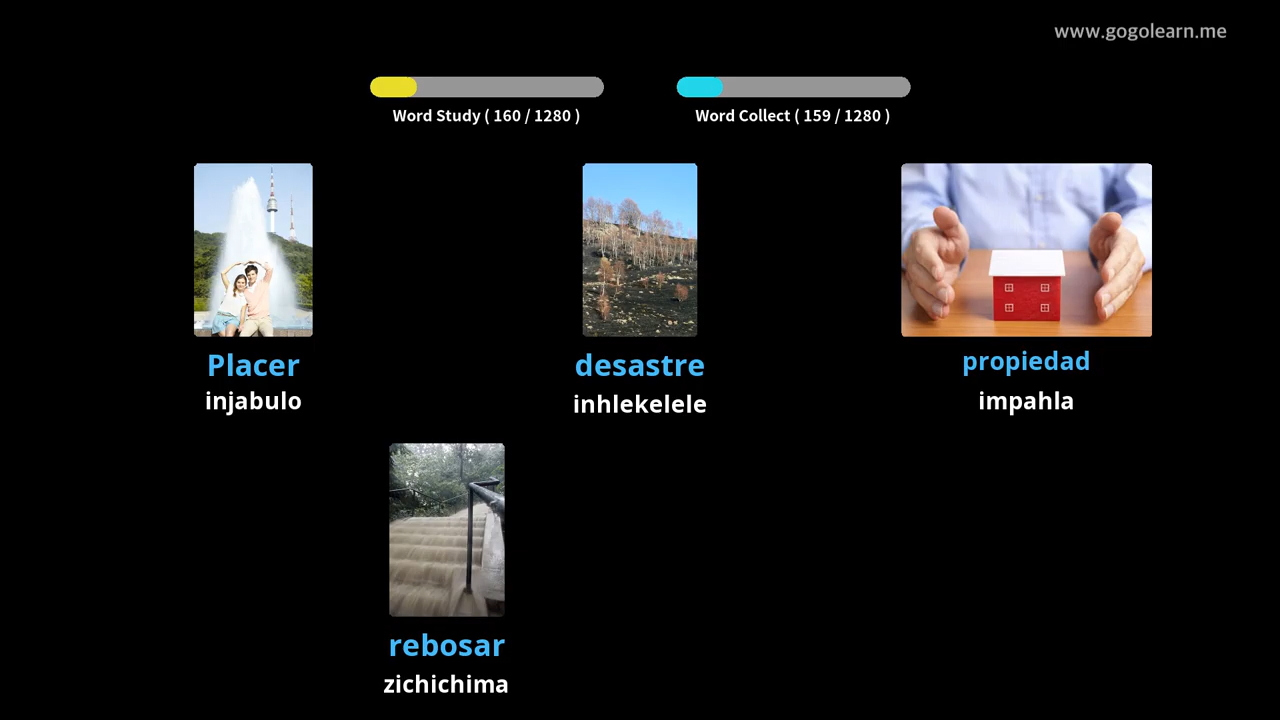 www.gogolearn.me
Word Study ( 160 / 1280 )
Word Collect ( 159 / 1280 )
Placer
injabulo
desastre
inhlekelele
propiedad
impahla
rebosar
zichichima